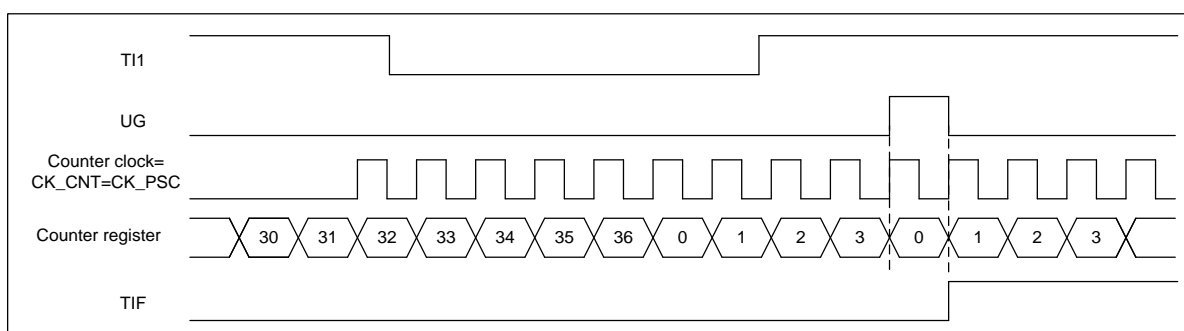 TI1
UG
Counter clock=
CK_CNT=CK_PSC
Counter register
30 31 32 33 34 35 36 0 1 2 3 0 1 2 3
TIF